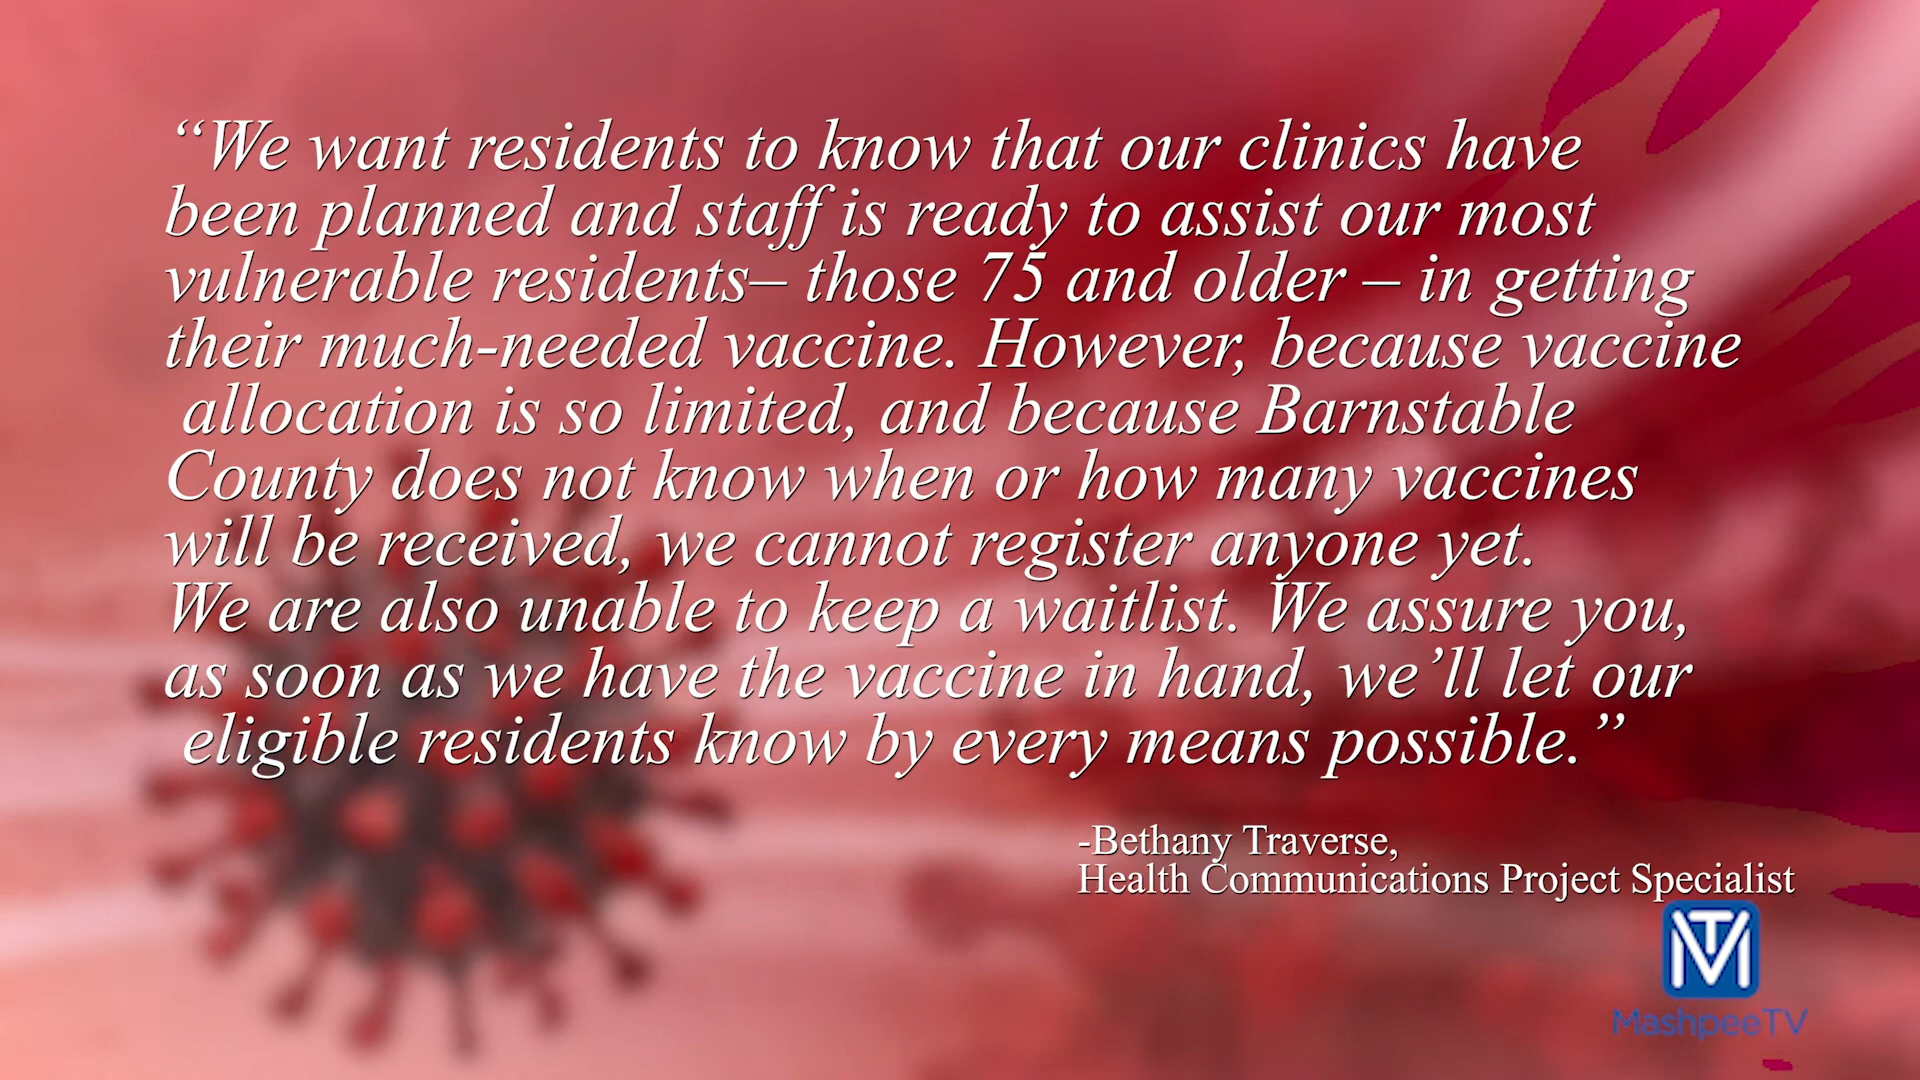 “We want residents to know that our clinics have
been planned and staff is ready to assist our most
vulnerable residents– those 75 and older – in getting
their much-needed vaccine. However, because vaccine
allocation is so limited, and because Barnstable
County does not know when or how many vaccines
will be received, we cannot register anyone yet.
We are also unable to keep a waitlist. We assure you,
as soon as we have the vaccine in hand, we’ll let our
eligible residents know by every means possible.”
-Bethany Traverse,
Health Communications Project Specialist
MTV
MashpeeTV